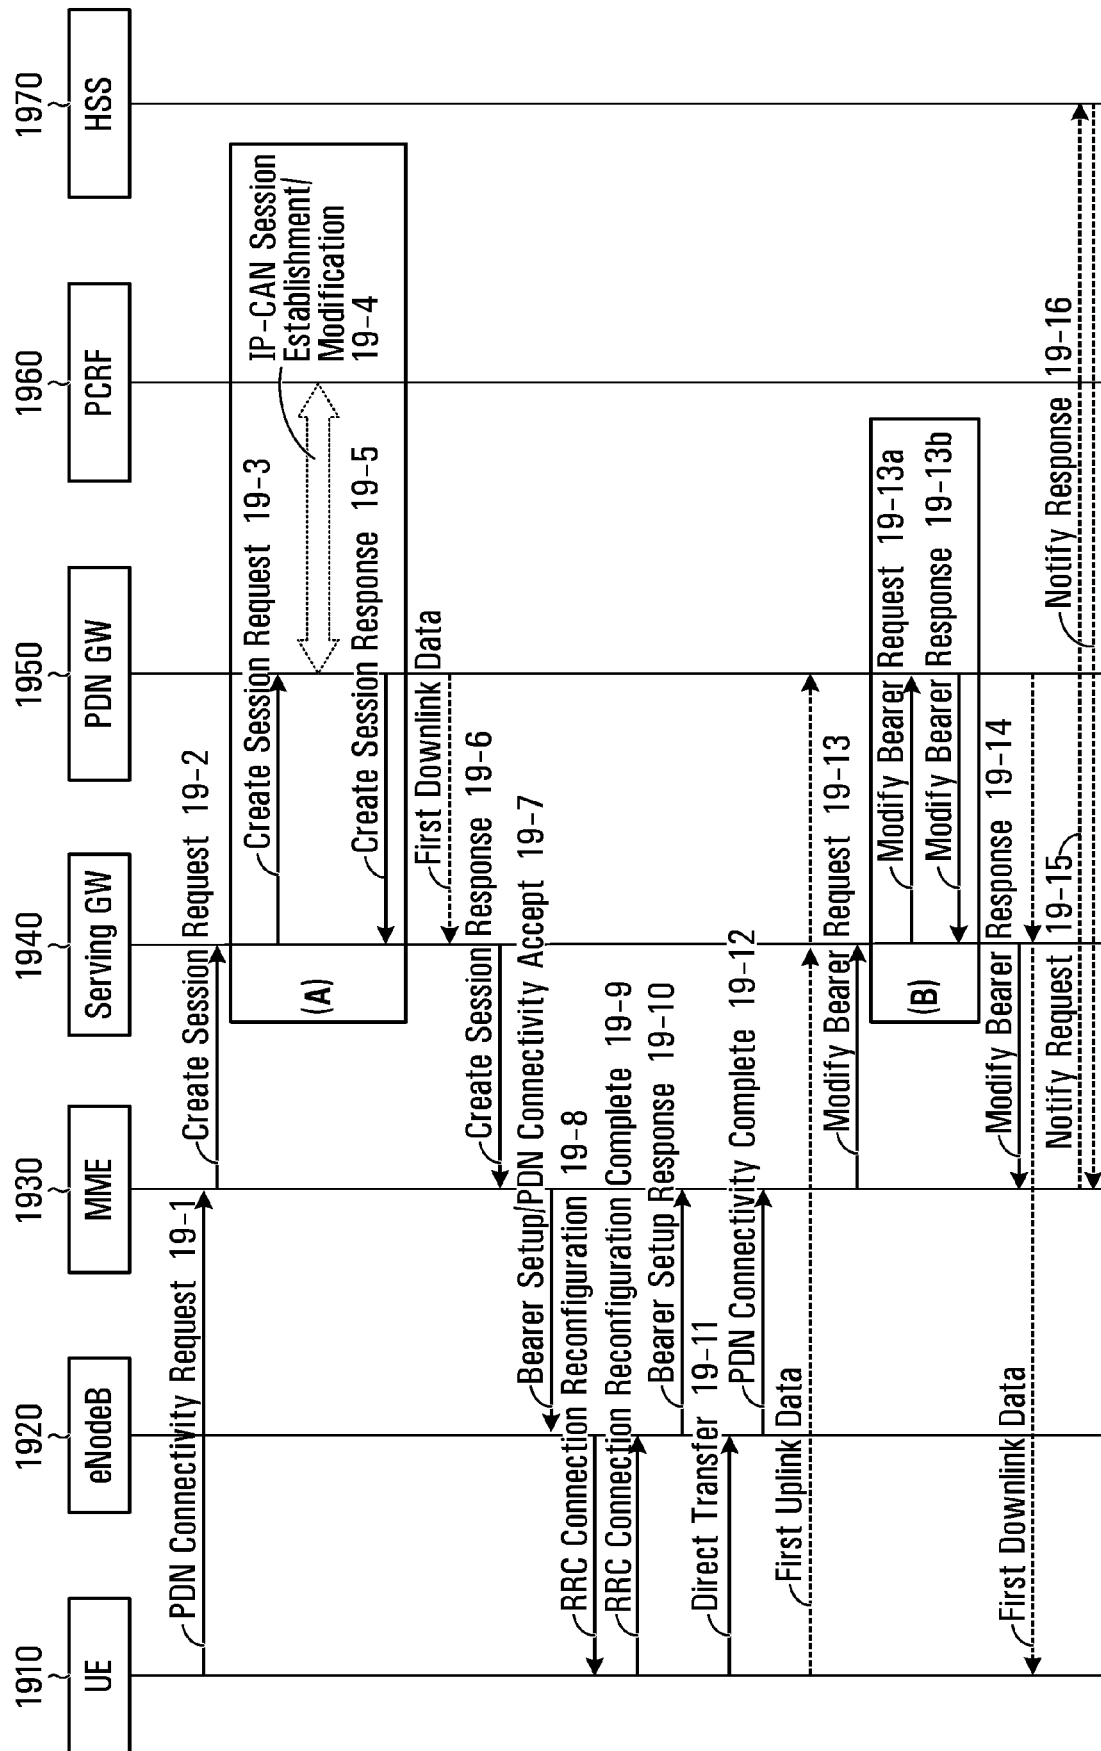 1910
UE
1920
eNodeB
1930
MME
1940
Serving GW
1950
PDN GW
1960
PCRF
1970
HSS
PDN Connectivity Request 19-1
Create Session Request 19-2
(A)
Create Session Request 19-3
IP-CAN Session
Establishment/
Modification
19-4
Create Session Response 19-5
First Downlink Data
Create Session Response 19-6
Bearer Setup/PDN Connectivity Accept 19-7
RRC Connection Reconfiguration 19-8
RRC Connection Reconfiguration Complete 19-9
Bearer Setup Response 19-10
Direct Transfer 19-11
PDN Connectivity Complete 19-12
First Uplink Data
Modify Bearer Request 19-13
(B)
Modify Bearer Request 19-13a
Modify Bearer Response 19-13b
Modify Bearer Response 19-14
First Downlink Data
Notify Request 19-15
Notify Response 19-16